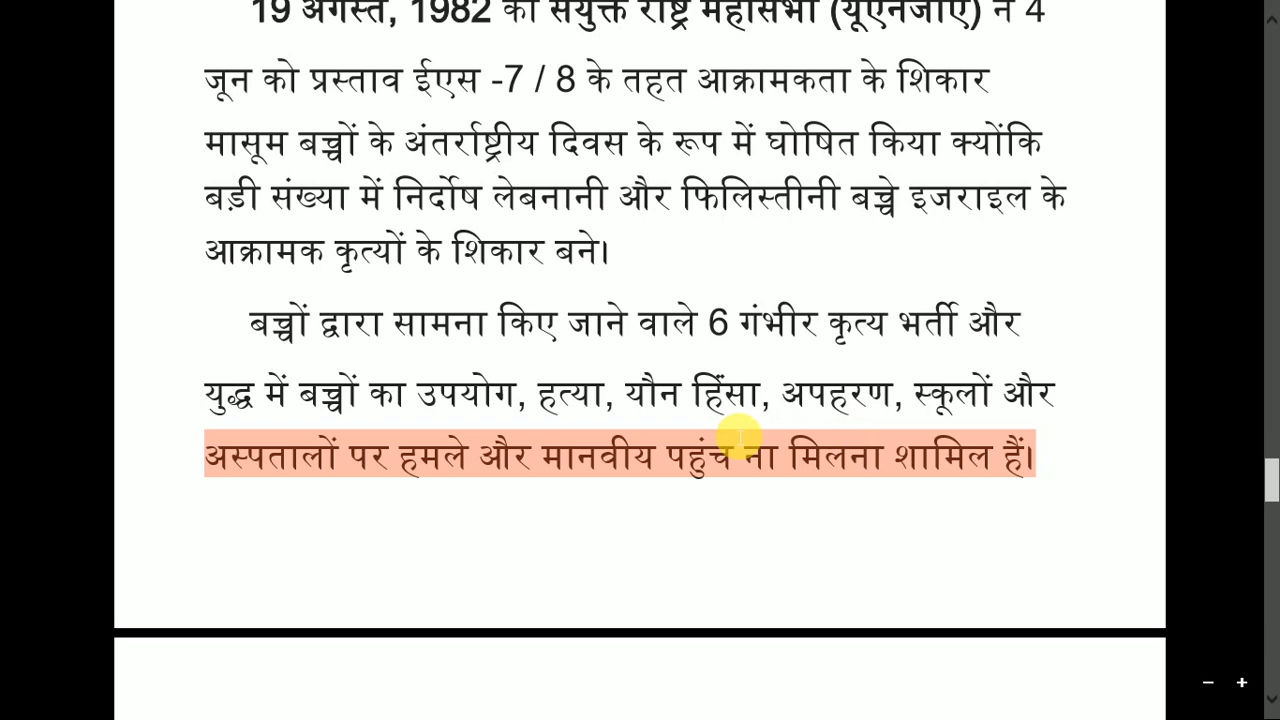 19 अगस्त, 1982 को संयुक्त राष्ट्र महासभा (यूएनजीए) ने 4
जून को प्रस्ताव ईएस -7 / 8 के तहत आक्रामकता के शिकार
मासूम बच्चों के अंतर्राष्ट्रीय दिवस के रूप में घोषित किया क्योंकि
बड़ी संख्या में निर्दोष लेबनानी और फिलिस्तीनी बच्चे इजराइल के
आक्रामक कृत्यों के शिकार बने।
बच्चों द्वारा सामना किए जाने वाले 6 गंभीर कृत्य भर्ती और
युद्ध में बच्चों का उपयोग, हत्या, यौन हिंसा, अपहरण, स्कूलों और
अस्पतालों पर हमले और मानवीय पहुंच ना मिलना शामिल हैं।